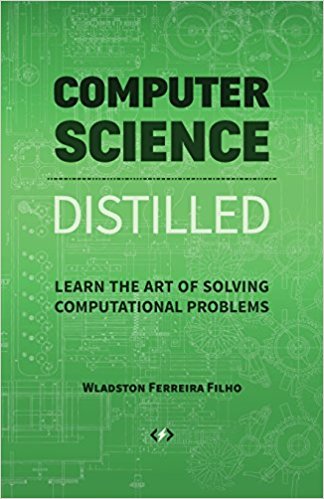 COMPUTER
SCIENCE
DISTILLED
LEARN THE ART OF SOLVING
COMPUTATIONAL PROBLEMS
Wladston Ferreira Filho